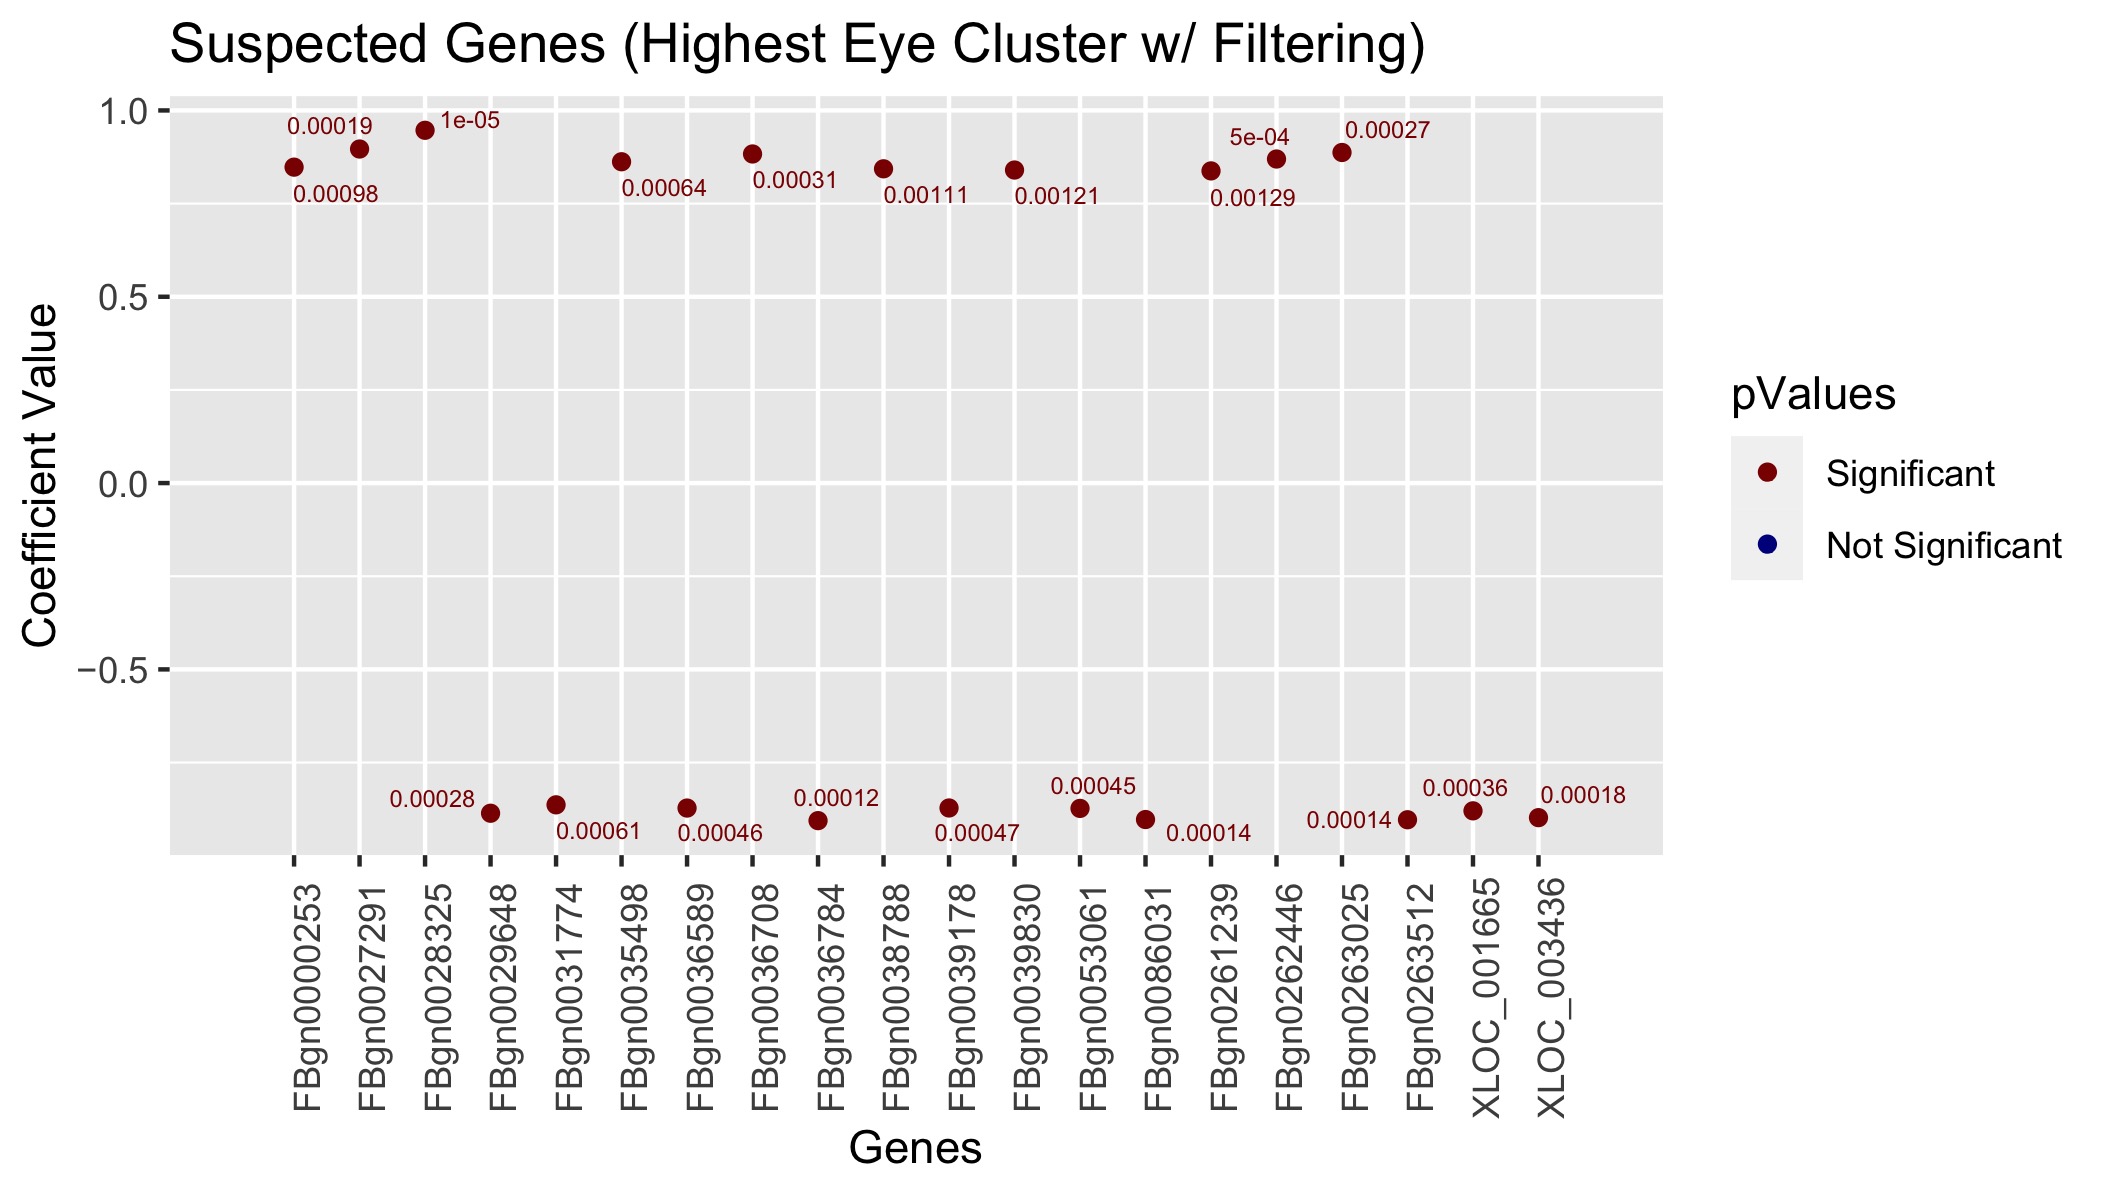 Suspected Genes (Highest Eye Cluster w/ Filtering)
Coefficient Value
1.0
0.5
0.0
−0.5
0.00098
0.00019
1e-05
0.00028
0.00061
0.00064
0.00046
0.00031
0.00012
0.00111
0.00047
0.00121
0.00045
0.00014
0.00129
5e-04
0.00027
0.00014
0.00036
0.00018
FBgn0000253
FBgn0027291
FBgn0028325
FBgn0029648
FBgn0031774
FBgn0035498
FBgn0036589
FBgn0036708
FBgn0036784
FBgn0038788
FBgn0039178
FBgn0039830
FBgn0053061
FBgn0086031
FBgn0261239
FBgn0262446
FBgn0263025
FBgn0263512
XLOC_001665
XLOC_003436
Genes
pValues
Significant
Not Significant